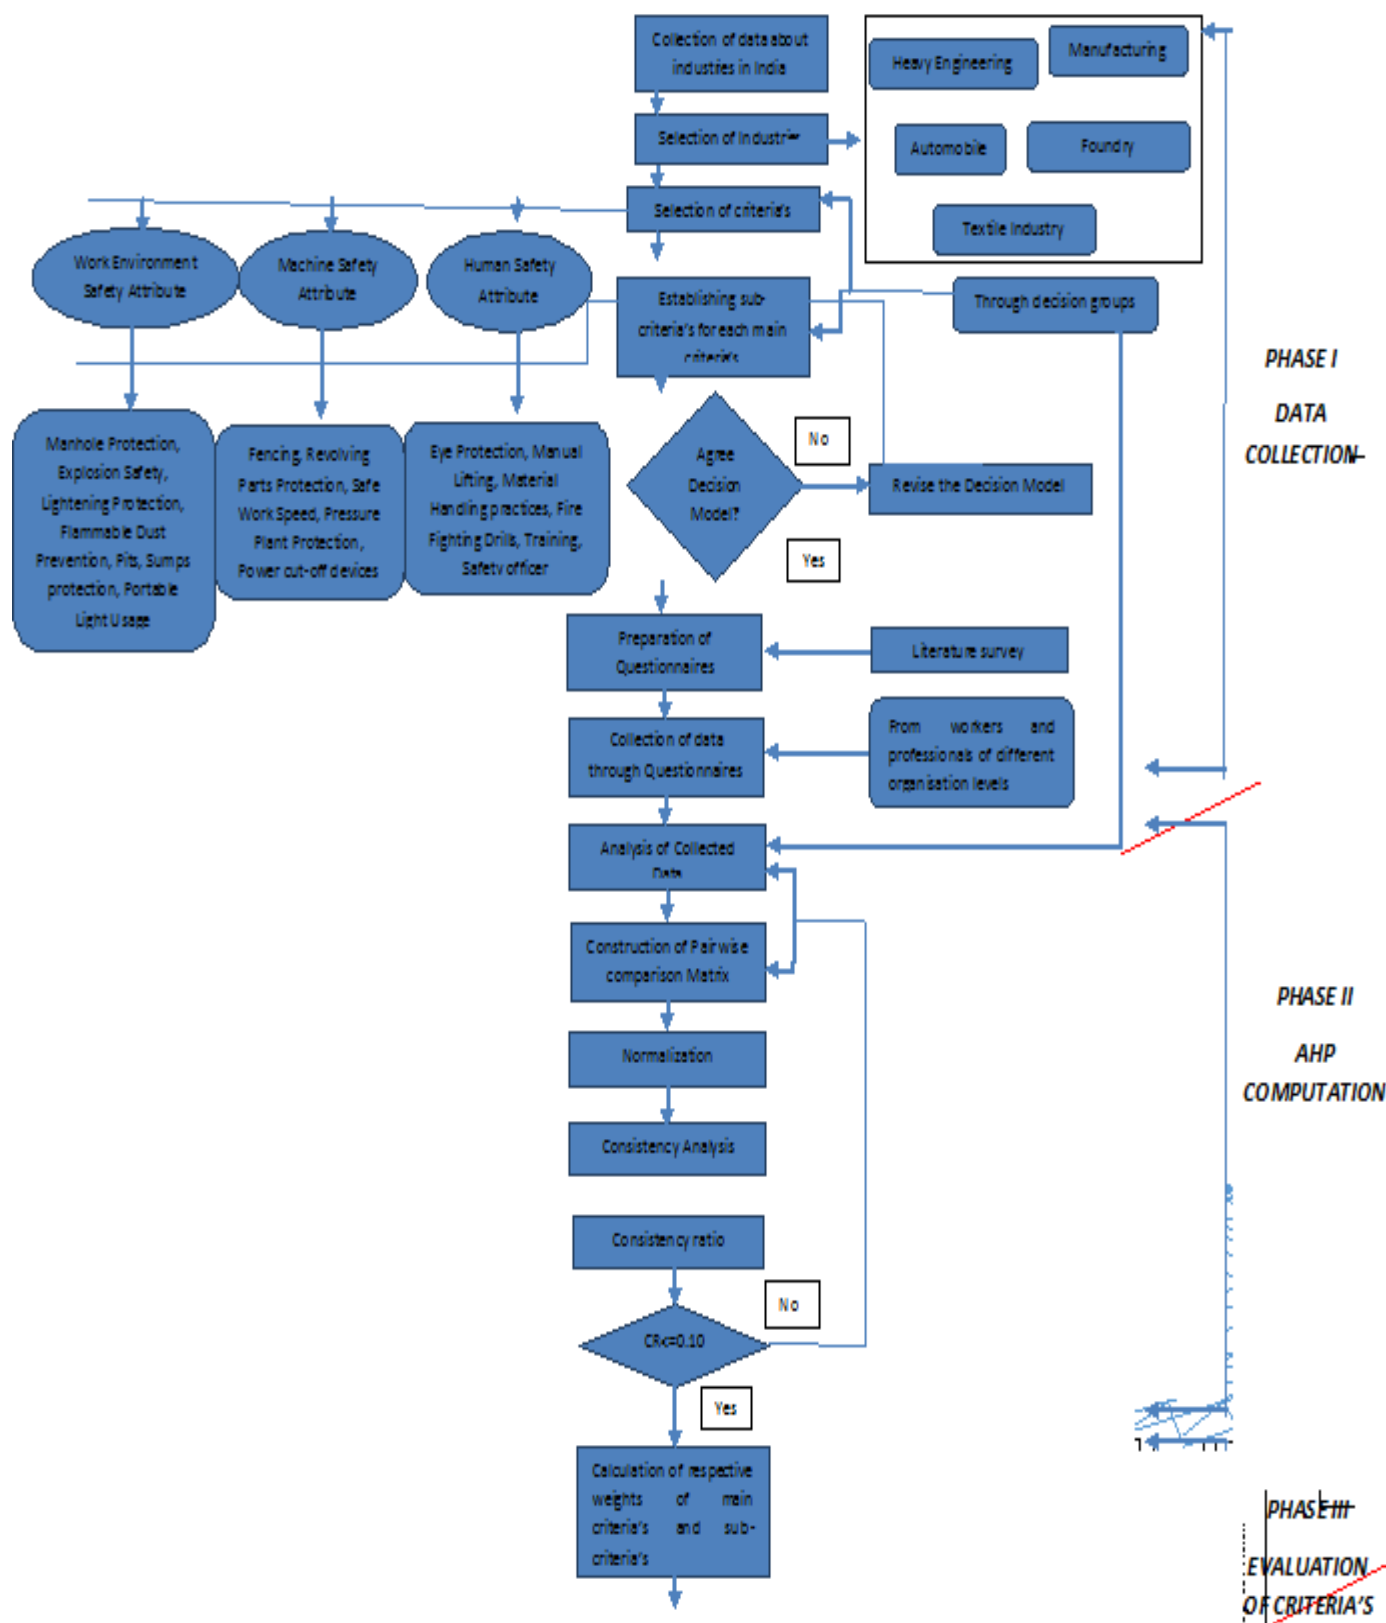 Collection of data about
industries in India
Heavy Engineering
Manufacturing
Selection of Industrier
Automobile
Foundry
Selection of criteria's
Textile Industry
Work Environment
Safety Attribute
Machine Safety
Attribute
Human Safety
Attribute
Establishing sub-
criteria's for each main
criteria's
Through decision groups
PHASE I
DATA
COLLECTION
Manhole Protection,
Explosion Safety,
Lightening Protection,
Flammable Dust
Prevention, Pits, Sumps
protection, Portable
Light Usage
Fencing, Revolving
Parts Protection, Safe
Work Speed, Pressure
Plant Protection,
Power cut-off devices
Eye Protection, Manual
Lifting, Material
Handling practices, Fire
Fighting Drills, Training,
Safety officer
Agree
Decision
Model?
No
Revise the Decision Model
Yes
Preparation of
Questionnaires
Literature survey
Collection of data
through Questionnaires
From workers and
professionals of different
organisation levels
Analysis of Collected
Data
Construction of Pair wise
comparison Matrix
PHASE II
AHP
COMPUTATION
Normalization
Consistency Analysis
Consistency ratio
No
CR<=0.10
Yes
Calculation of respective
weights of main
criteria's and sub-
criteria's
PHASE III
EVALUATION
OF CRITERIA'S